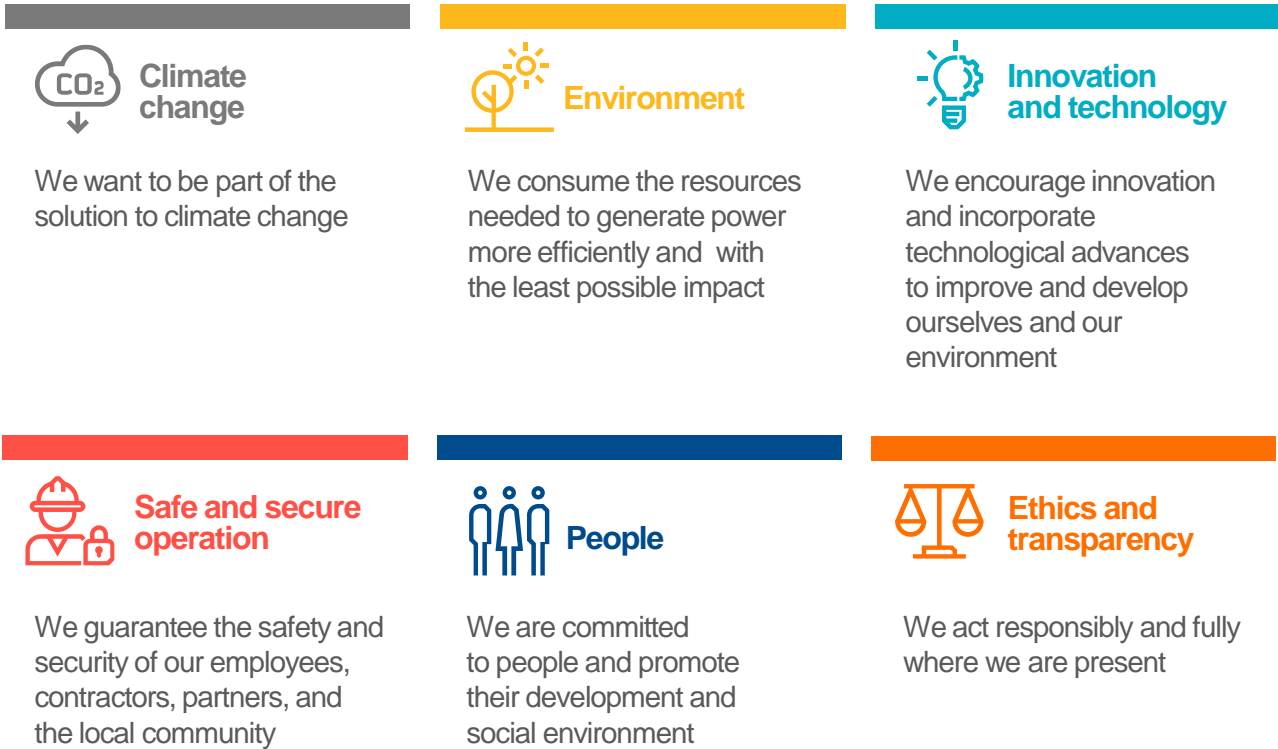 CO₂
Climate
change
We want to be part of the
solution to climate change
Environment
We consume the resources
needed to generate power
more efficiently and  with
the least possible impact
Innovation
and technology
We encourage innovation
and incorporate
technological advances
to improve and develop
ourselves and our
environment
Safe and secure
operation
We guarantee the safety and
security of our employees,
contractors, partners, and
the local community
People
We are committed
to people and promote
their development and
social environment
Ethics and
transparency
We act responsibly and fully
where we are present